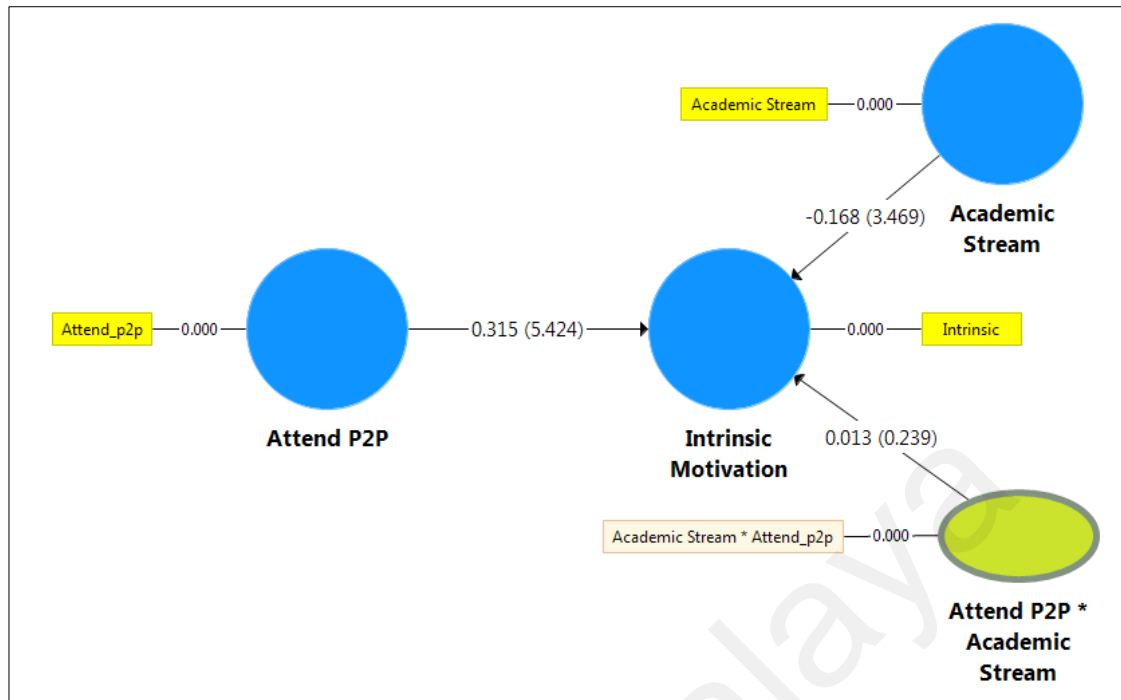 Academic Stream
0.000
-0.168 (3.469)
Academic
Stream
Attend_p2p
0.000
0.315 (5.424)
0.000
Intrinsic
Attend P2P
Intrinsic
Motivation
0.013 (0.239)
Academic Stream * Attend_p2p
0.000
Attend P2P *
Academic
Stream
laya